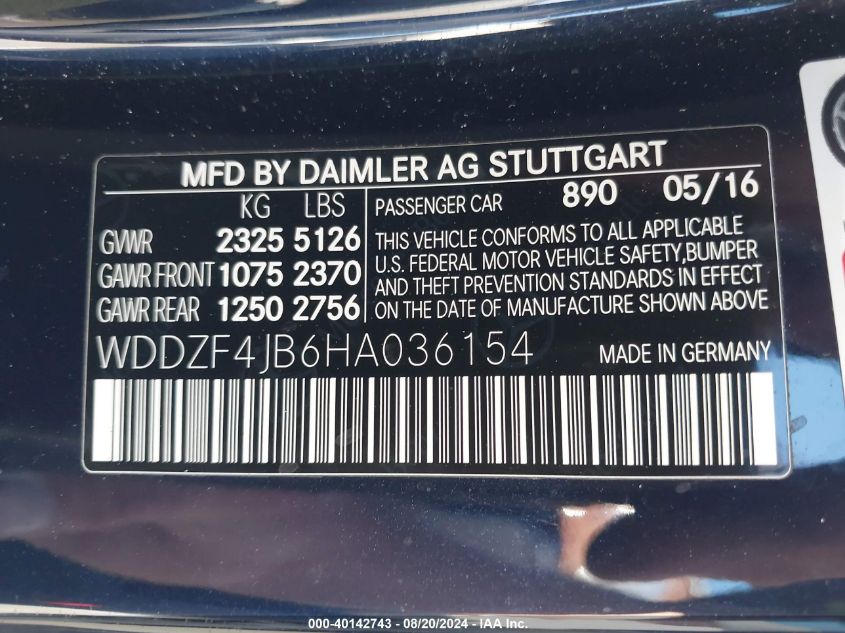 MFD BY DAIMLER AG STUTTGART
KG LBS
GVWR 2325 5126
GAWR FRONT 1075 2370
GAWR REAR 1250 2756
PASSENGER CAR 890 05/16
THIS VEHICLE CONFORMS TO ALL APPLICABLE
U.S. FEDERAL MOTOR VEHICLE SAFETY,BUMPER
AND THEFT PREVENTION STANDARDS IN EFFECT
ON THE DATE OF MANUFACTURE SHOWN ABOVE
WDDZF4JB6HA036154 MADE IN GERMANY
000-40142743 - 08/20/2024 - IAA Inc.